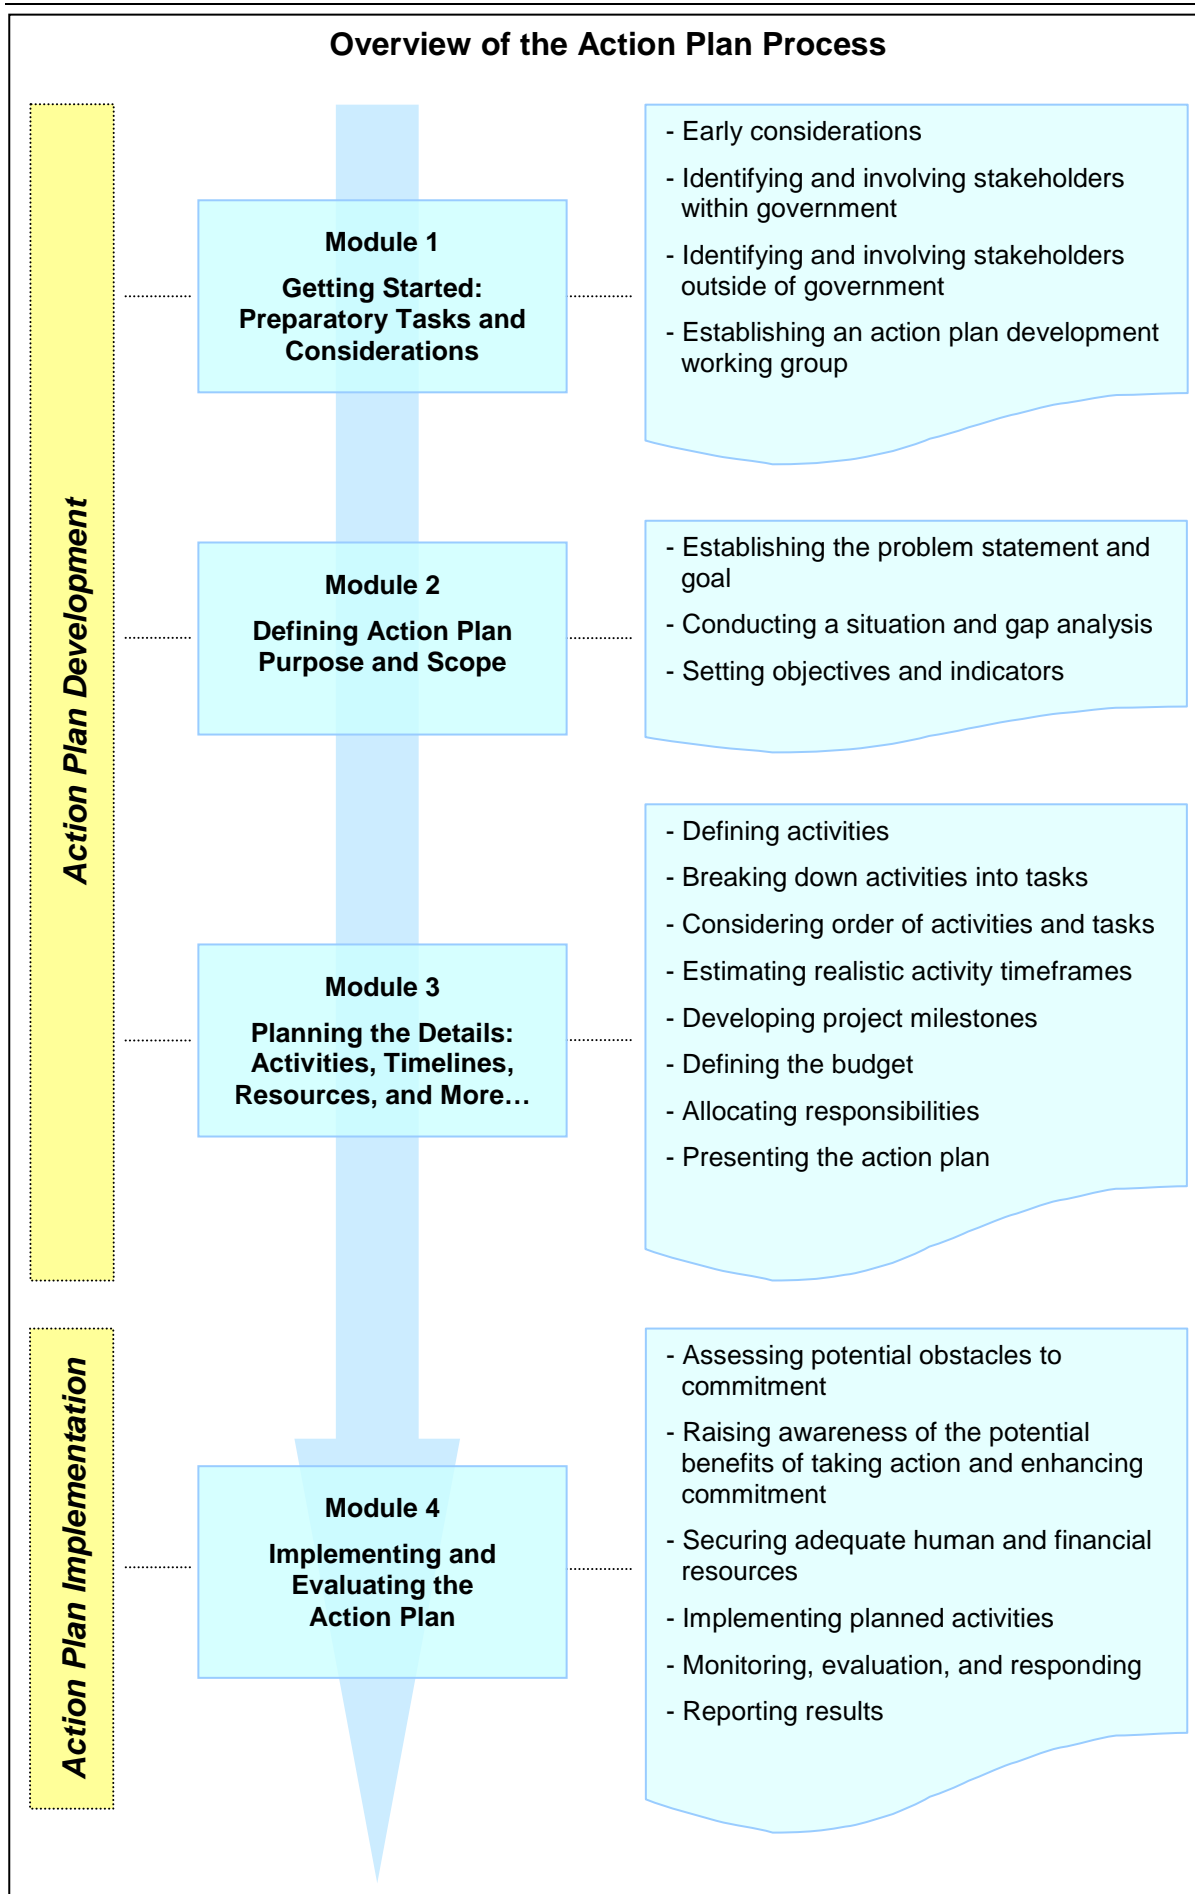 Overview of the Action Plan Process
Action Plan Development
Module 1
Getting Started:
Preparatory Tasks and
Considerations
- Early considerations
- Identifying and involving stakeholders
within government
- Identifying and involving stakeholders
outside of government
- Establishing an action plan development
working group
Module 2
Defining Action Plan
Purpose and Scope
- Establishing the problem statement and
goal
- Conducting a situation and gap analysis
- Setting objectives and indicators
Module 3
Planning the Details:
Activities, Timelines,
Resources, and More…
- Defining activities
- Breaking down activities into tasks
- Considering order of activities and tasks
- Estimating realistic activity timeframes
- Developing project milestones
- Defining the budget
- Allocating responsibilities
- Presenting the action plan
Action Plan Implementation
Module 4
Implementing and
Evaluating the
Action Plan
- Assessing potential obstacles to
commitment
- Raising awareness of the potential
benefits of taking action and enhancing
commitment
- Securing adequate human and financial
resources
- Implementing planned activities
- Monitoring, evaluation, and responding
- Reporting results